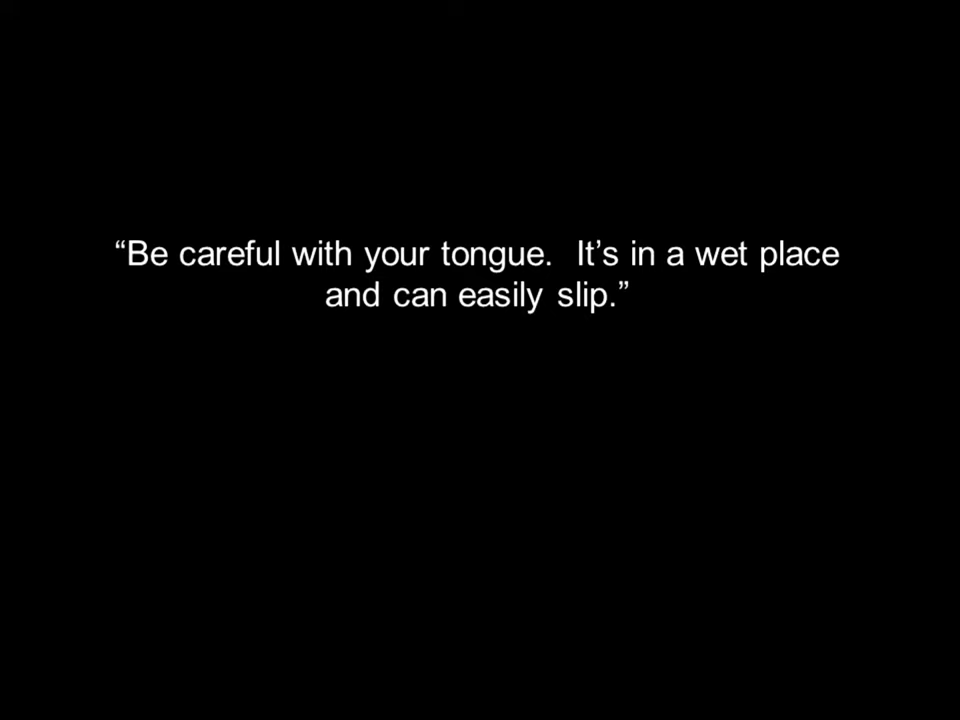 “Be careful with your tongue.  It’s in a wet place
and can easily slip.”